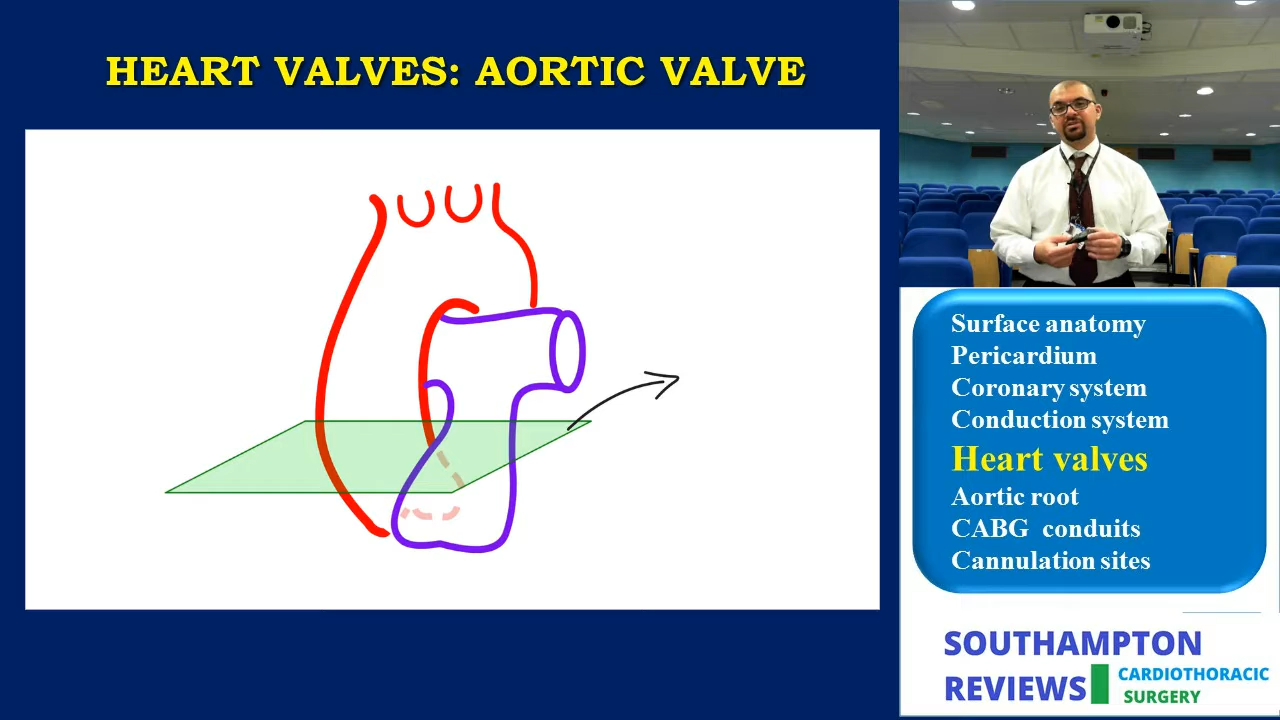 HEART VALVES: AORTIC VALVE
Surface anatomy
Pericardium
Coronary system
Conduction system
Heart valves
Aortic root
CABG conduits
Cannulation sites
SOUTHAMPTON
REVIEWS
CARDIOTHORACIC
SURGERY